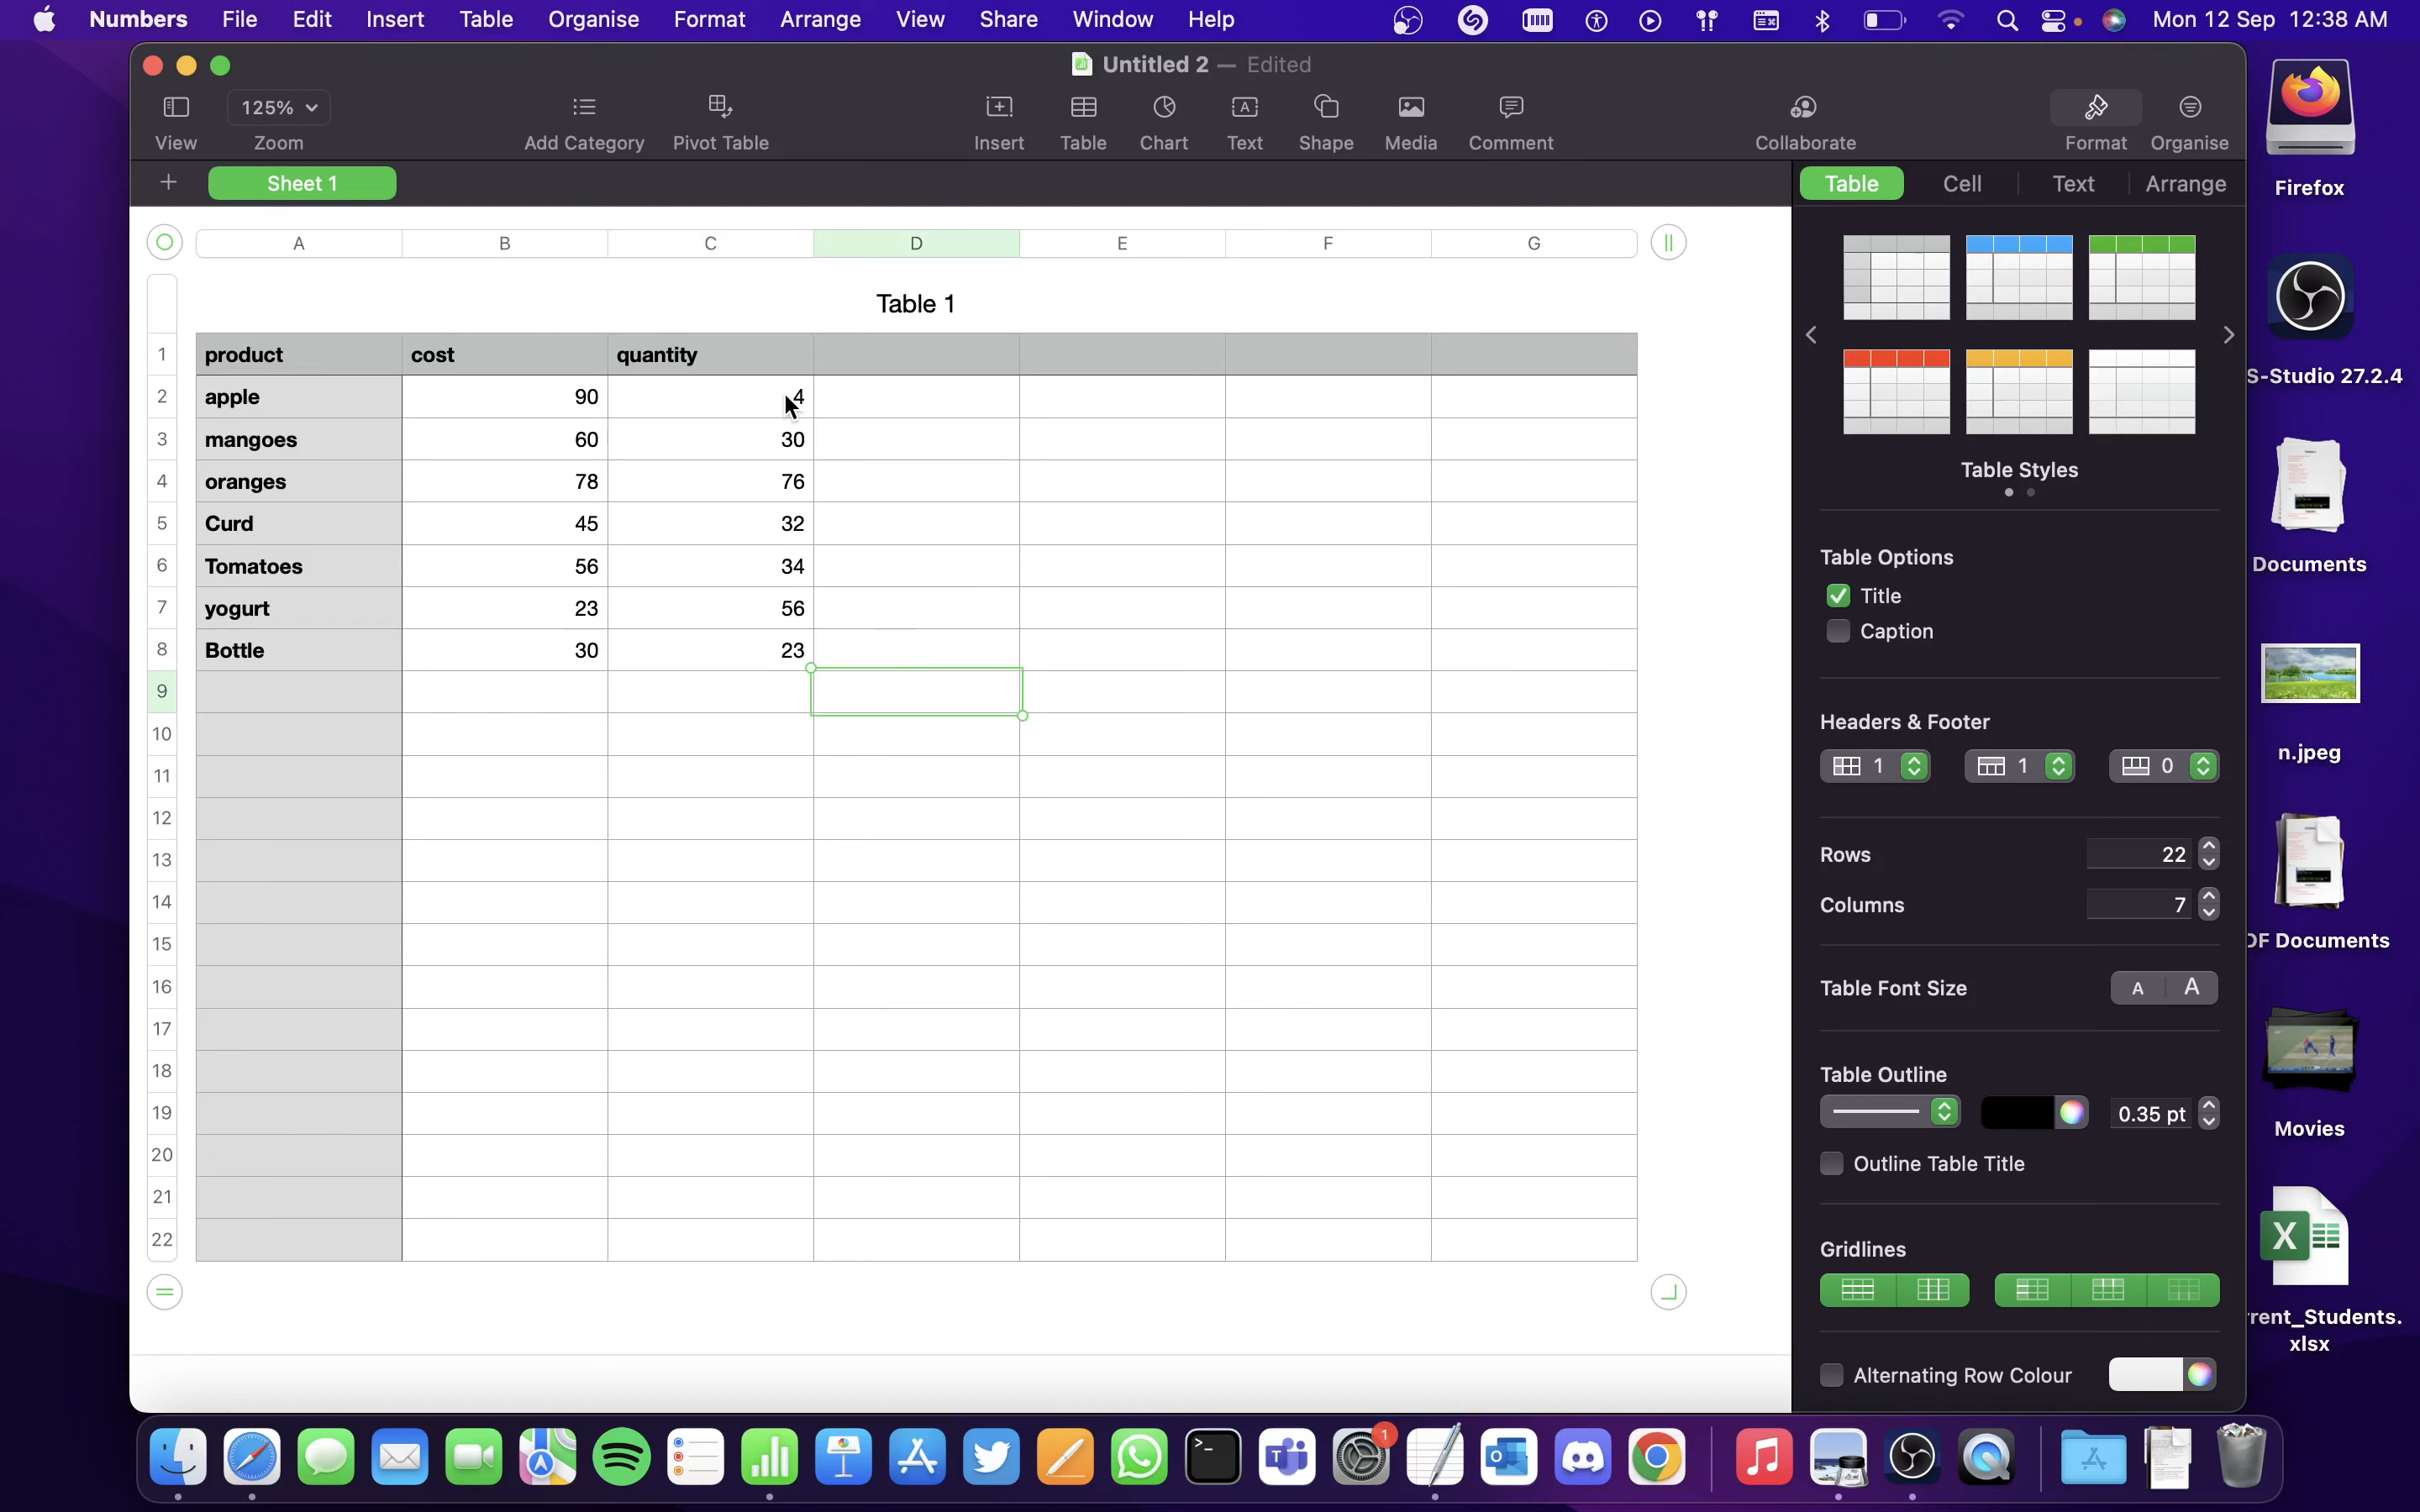 Numbers File Edit Insert Table Organise Format Arrange View Share Window Help Mon 12 Sep 12:38 AM
Untitled 2 — Edited
125%
View Zoom Add Category Pivot Table Insert Table Chart Text Shape Media Comment Collaborate Format Organise
Sheet 1
Table Cell Text Arrange
A B C D E F G
Table 1
1 product cost quantity
2 apple 90 4
3 mangoes 60 30
4 oranges 78 76
5 Curd 45 32
6 Tomatoes 56 34
7 yogurt 23 56
8 Bottle 30 23
9
10
11
12
13
14
15
16
17
18
19
20
21
22
Table Styles
Table Options
Title
Caption
Headers & Footer
1 1 0
Rows 22
Columns 7
Table Font Size A A
Table Outline
0.35 pt
Outline Table Title
Gridlines
Alternating Row Colour
Firefox
S-Studio 27.2.4
Documents
n.jpeg
DF Documents
Movies
X
rent_Students.
xlsx
1